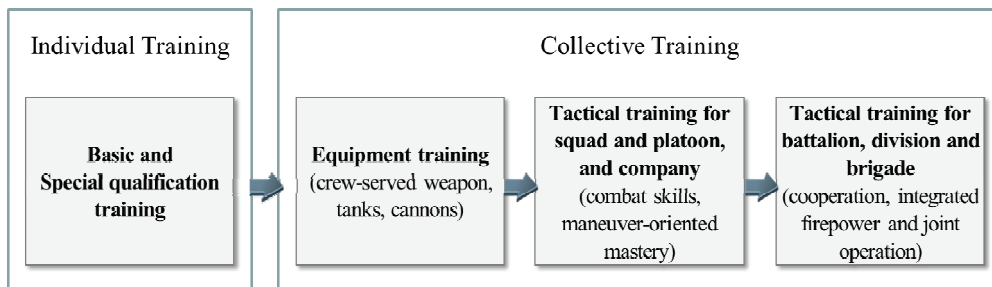 Individual Training
Collective Training
Basic and
Special qualification
training
Equipment training
(crew-served weapon,
tanks, cannons)
Tactical training for
squad and platoon,
and company
(combat skills,
maneuver-oriented
mastery)
Tactical training for
battalion, division and
brigade
(cooperation, integrated
firepower and joint
operation)